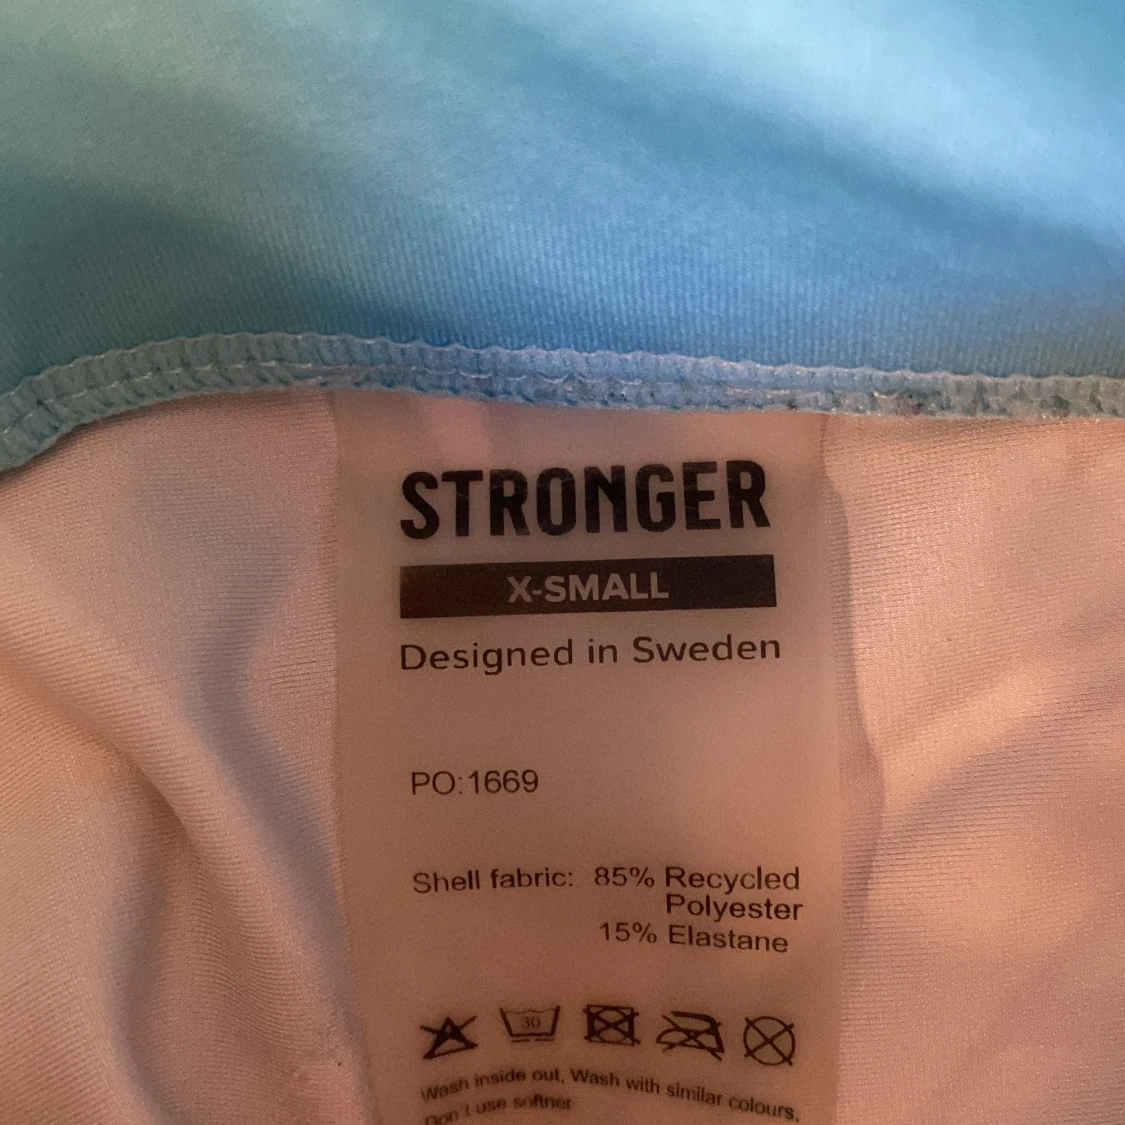 STRONGER
X-SMALL
Designed in Sweden
PO:1669
Shell fabric: 85% Recycled
Polyester
15% Elastane
30
Wash inside out, Wash with similar colours,
Don't use softner